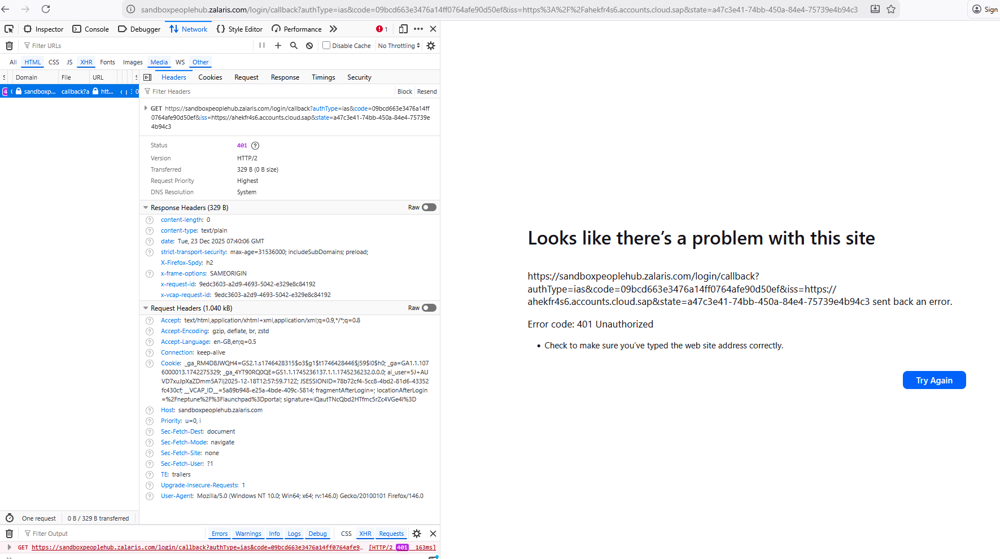 sandboxpeoplehub.zalaris.com/login/callback?authType=ias&code=09bcd663e3476a14ff0764afe90d50ef&iss=https%3A%2F%2Fahekfr4s6.accounts.cloud.sap&state=a47c3e41-74bb-450a-84e4-75739e4b94c3
Sign
Inspector Console Debugger Network Style Editor Performance 1
Filter URLs Disable Cache No Throttling
All HTML CSS JS XHR Fonts Images Media WS Other
S Domain File URL S
4 sandboxp... callback?a htt... 0
Headers Cookies Request Response Timings Security
Filter Headers Block Resend
GET https://sandboxpeoplehub.zalaris.com/login/callback?authType=ias&code=09bcd663e3476a14ff
0764afe90d50ef&iss=https://ahekfr4s6.accounts.cloud.sap&state=a47c3e41-74bb-450a-84e4-75739e
4b94c3
Status 401
Version HTTP/2
Transferred 329 B (0 B size)
Request Priority Highest
DNS Resolution System
Response Headers (329 B) Raw
content-length: 0
content-type: text/plain
date: Tue, 23 Dec 2025 07:40:06 GMT
strict-transport-security: max-age=31536000; includeSubDomains; preload;
X-Firefox-Spdy: h2
x-frame-options: SAMEORIGIN
x-request-id: 9edc3603-a2d9-4693-5042-e329e8c84192
x-vcap-request-id: 9edc3603-a2d9-4693-5042-e329e8c84192
Request Headers (1.040 kB) Raw
Accept: text/html,application/xhtml+xml,application/xml;q=0.9,*/*;q=0.8
Accept-Encoding: gzip, deflate, br, zstd
Accept-Language: en-GB,en;q=0.5
Connection: keep-alive
Cookie: _ga_RM4D8JWQH4=GS2.1.s1746428315$o3$g1$t1746428446$j59$l0$h0; _ga=GA1.1.107
6000013.1742275329; _ga_4YT90RQ0QE=GS1.1.1745236137.1.1.1745236232.0.0.0; ai_user=5J+AU
VD7xuJpXaZDmm5A7i|2025-12-18T12:57:59.712Z; JSESSIONID=78b72cf4-5cc8-4bd2-81d6-43352
fc430cf; __VCAP_ID__=5a89b948-e25a-4bde-409c-5814; fragmentAfterLogin=; locationAfterLogin
=%2Fneptune%2F%3Flaunchpad%3Dportal; signature=iQautTNcQbd2HTfmc5rZc4VGe4I%3D
Host: sandboxpeoplehub.zalaris.com
Priority: u=0, i
Sec-Fetch-Dest: document
Sec-Fetch-Mode: navigate
Sec-Fetch-Site: none
Sec-Fetch-User: ?1
TE: trailers
Upgrade-Insecure-Requests: 1
User-Agent: Mozilla/5.0 (Windows NT 10.0; Win64; x64; rv:146.0) Gecko/20100101 Firefox/146.0
One request 0 B / 329 B transferred
Filter Output Errors Warnings Info Logs Debug CSS XHR Requests
GET https://sandboxpeoplehub.zalaris.com/login/callback?authType=ias&code=09bcd663e3476a14ff0764afe9... [HTTP/2 401 163ms]
Looks like there’s a problem with this site
https://sandboxpeoplehub.zalaris.com/login/callback?
authType=ias&code=09bcd663e3476a14ff0764afe90d50ef&iss=https://
ahekfr4s6.accounts.cloud.sap&state=a47c3e41-74bb-450a-84e4-75739e4b94c3 sent back an error.
Error code: 401 Unauthorized
• Check to make sure you’ve typed the web site address correctly.
Try Again